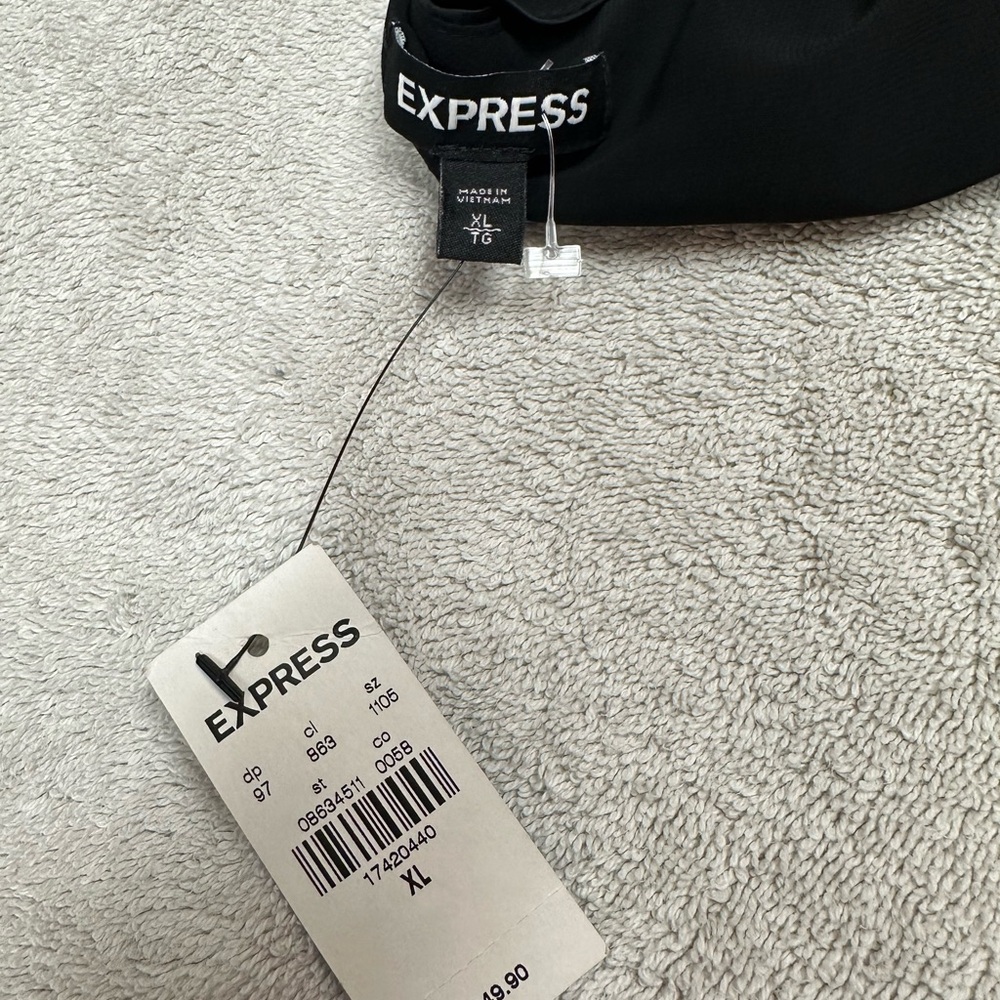 EXPRESS
MADE IN
VIETNAM
XL
TG
EXPRESS
dp cl sz
97 863 1105
st co
08634511 0058
17420440
XL
49.90